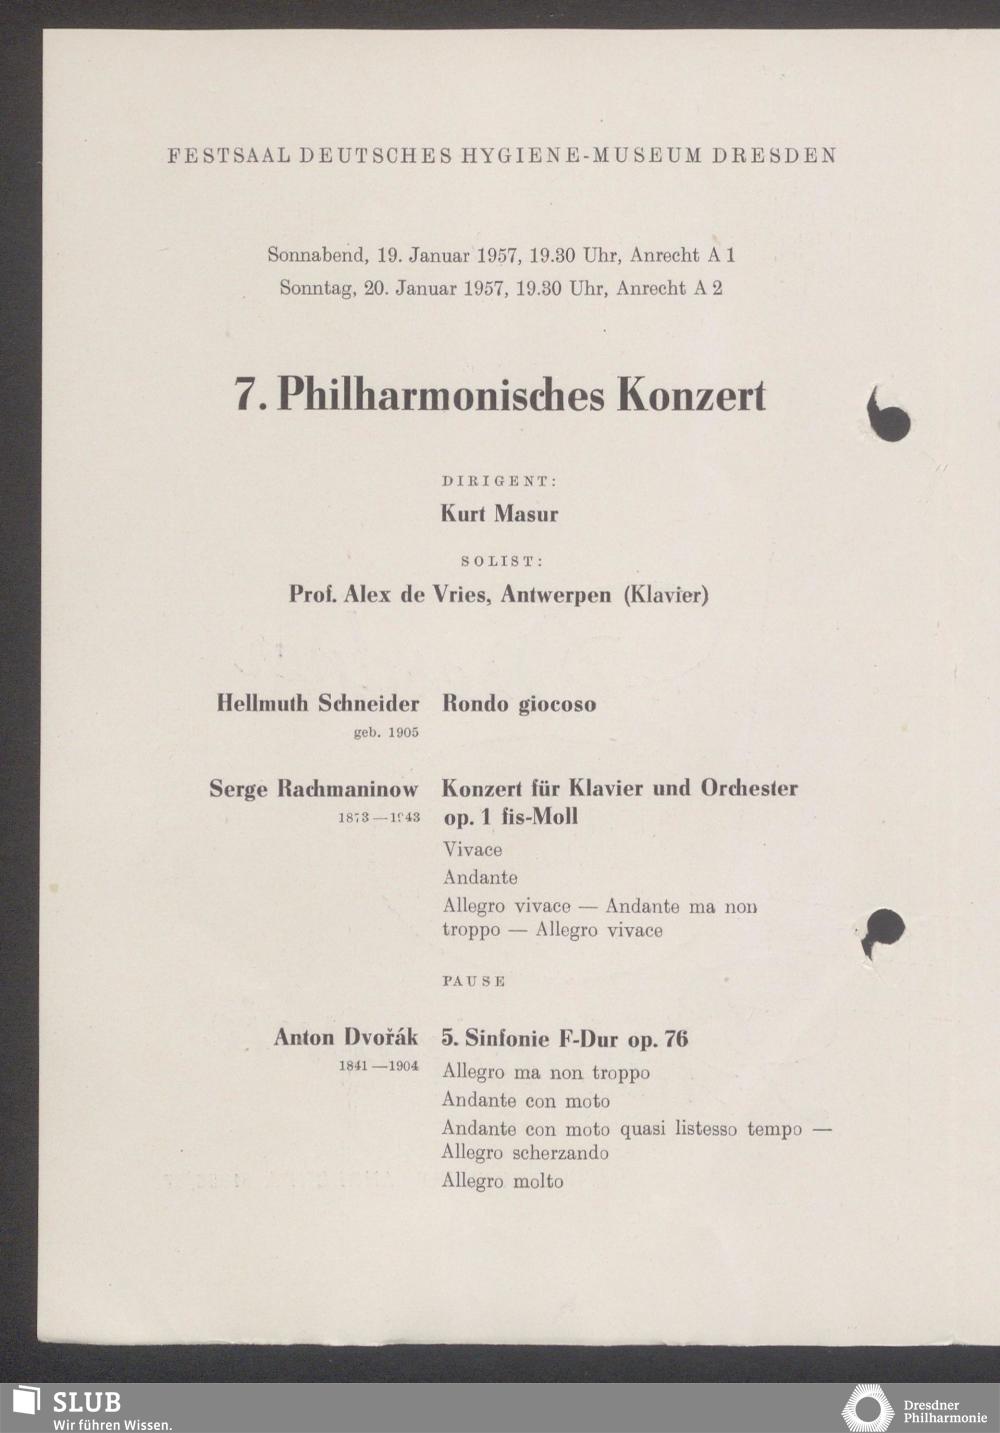 FESTSAAL DEUTSCHES HYGIENE-MUSEUM DRESDEN
Sonnabend, 19. Januar 1957, 19.30 Uhr, Anrecht A 1
Sonntag, 20. Januar 1957, 19.30 Uhr, Anrecht A 2
7. Philharmonisches Konzert
DIRIGENT:
Kurt Masur
SOLIST:
Prof. Alex de Vries, Antwerpen (Klavier)
Hellmuth Schneider Rondo giocoso
geb. 1905
Serge Rachmaninow Konzert für Klavier und Orchester
1873—1943 op. 1 fis-Moll
Vivace
Andante
Allegro vivace — Andante ma non
troppo — Allegro vivace
PAUSE
Anton Dvořák 5. Sinfonie F-Dur op. 76
1841—1904 Allegro ma non troppo
Andante con moto
Andante con moto quasi listesso tempo —
Allegro scherzando
Allegro molto
SLUB
Wir führen Wissen.
Dresdner
Philharmonie